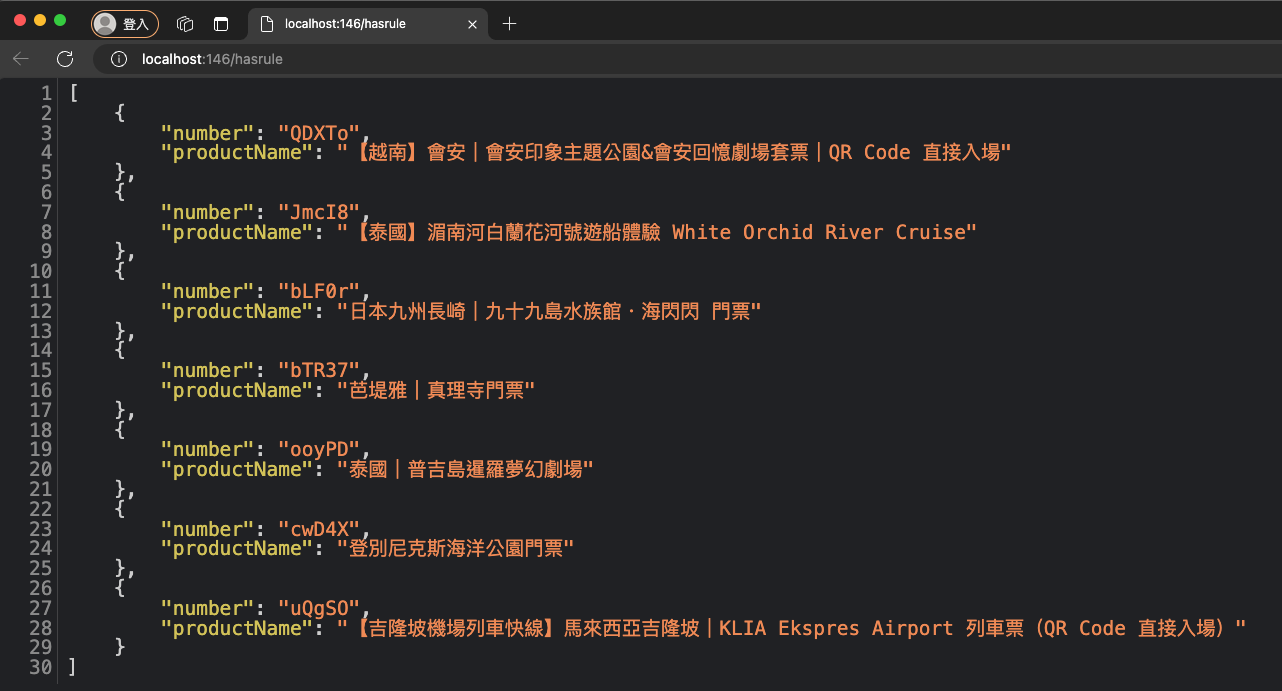 登入
localhost:146/hasrule
localhost:146/hasrule
1 [
2 {
3 "number": "QDXTo",
4 "productName": "【越南】會安｜會安印象主題公園&會安回憶劇場套票｜QR Code 直接入場"
5 },
6 {
7 "number": "JmcI8",
8 "productName": "【泰國】湄南河白蘭花河號遊船體驗 White Orchid River Cruise"
9 },
10 {
11 "number": "bLF0r",
12 "productName": "日本九州長崎｜九十九島水族館・海閃閃 門票"
13 },
14 {
15 "number": "bTR37",
16 "productName": "芭堤雅｜真理寺門票"
17 },
18 {
19 "number": "ooyPD",
20 "productName": "泰國｜普吉島暹羅夢幻劇場"
21 },
22 {
23 "number": "cwD4X",
24 "productName": "登別尼克斯海洋公園門票"
25 },
26 {
27 "number": "uQgSO",
28 "productName": "【吉隆坡機場列車快線】馬來西亞吉隆坡｜KLIA Ekspres Airport 列車票（QR Code 直接入場）"
29 }
30 ]